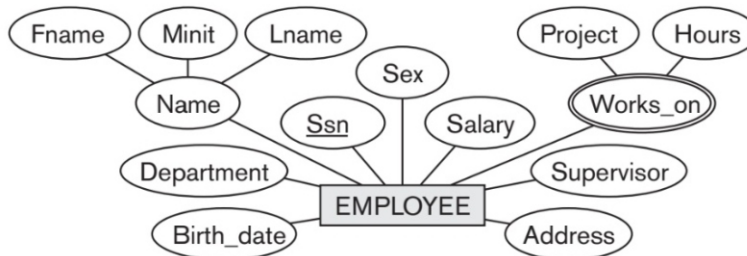 Fname
Minit
Lname
Project
Hours
Name
Sex
Works_on
Ssn
Salary
Department
Supervisor
EMPLOYEE
Birth_date
Address